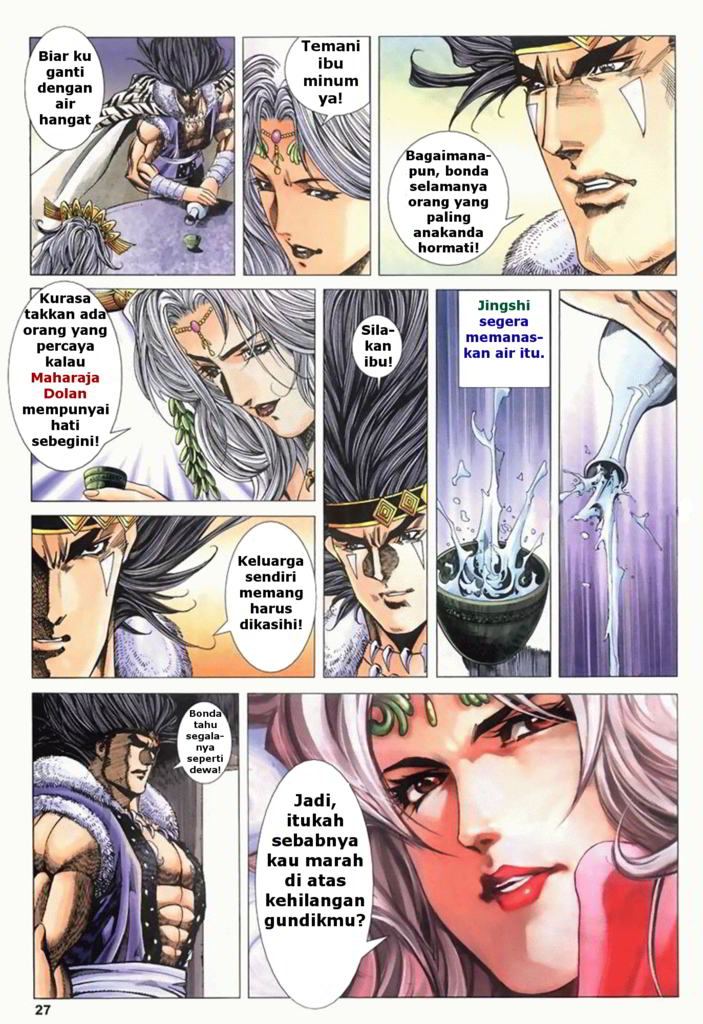 Biar ku
ganti
dengan
air
hangat
Temani
ibu
minum
ya!
Bagaimana-
pun, bonda
selamanya
orang yang
paling
anakanda
hormati!
Kurasa
takkan ada
orang yang
percaya
kalau
Maharaja
Dolan
mempunyai
hati
sebegini!
Sila-
kan
ibu!
Jingshi
segera
memanas-
kan air itu.
Keluarga
sendiri
memang
harus
dikasihi!
Bonda
tahu
segala-
nya
seperti
dewa!
Jadi,
itukah
sebabnya
kau marah
di atas
kehilangan
gundikmu?
27